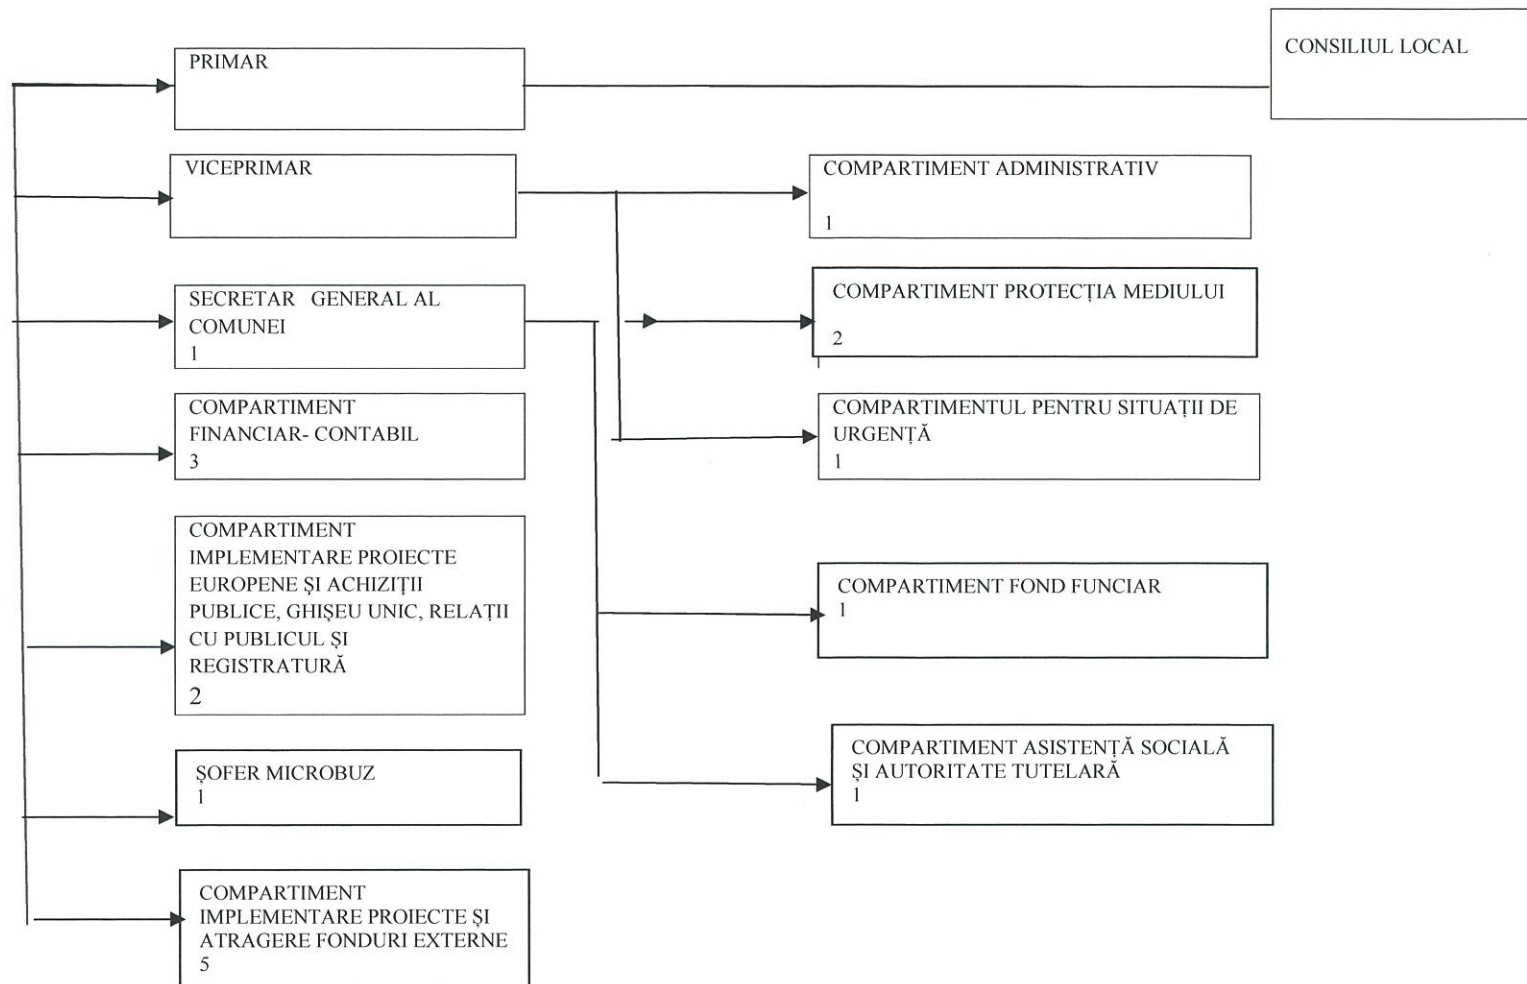 CONSILIUL LOCAL
PRIMAR
VICEPRIMAR
COMPARTIMENT ADMINISTRATIV
1
SECRETAR GENERAL AL
COMUNEI
1
COMPARTIMENT PROTECȚIA MEDIULUI
2
COMPARTIMENT
FINANCIAR- CONTABIL
3
COMPARTIMENTUL PENTRU SITUAȚII DE
URGENȚĂ
1
COMPARTIMENT
IMPLEMENTARE PROIECTE
EUROPENE ȘI ACHIZIȚII
PUBLICE, GHIȘEU UNIC, RELAȚII
CU PUBLICUL ȘI
REGISTRATURĂ
2
COMPARTIMENT FOND FUNCIAR
1
ȘOFER MICROBUZ
1
COMPARTIMENT ASISTENȚĂ SOCIALĂ
ȘI AUTORITATE TUTELARĂ
1
COMPARTIMENT
IMPLEMENTARE PROIECTE ȘI
ATRAGERE FONDURI EXTERNE
5